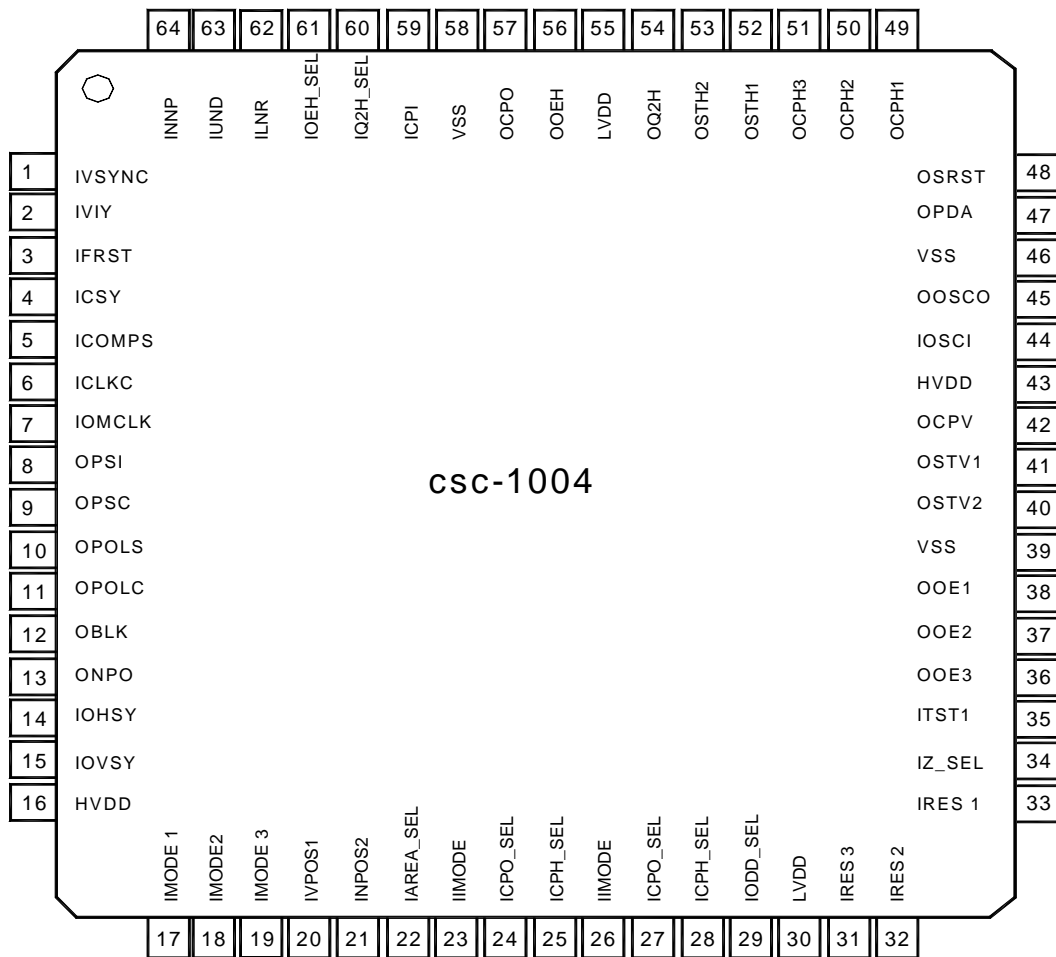 64 63 62 61 60 59 58 57 56 55 54 53 52 51 50 49
INNP IUND ILNR IOEH_SEL IQ2H_SEL ICPI VSS OCPO OOEH LVDD OQ2H OSTH2 OSTH1 OCPH3 OCPH2 OCPH1
1 IVSYNC OSRST 48
2 IVIY OPDA 47
3 IFRST VSS 46
4 ICSY OOSCO 45
5 ICOMPS IOSCI 44
6 ICLKC HVDD 43
7 IOMCLK OCPV 42
8 OPSI OSTV1 41
csc-1004
9 OPSC OSTV2 40
10 OPOLS VSS 39
11 OPOLC OOE1 38
12 OBLK OOE2 37
13 ONPO OOE3 36
14 IOHSY ITST1 35
15 IOVSY IZ_SEL 34
16 HVDD IRES 1 33
IMODE 1 IMODE2 IMODE 3 IVPOS1 INPOS2 IAREA_SEL IIMODE ICPO_SEL ICPH_SEL IIMODE ICPO_SEL ICPH_SEL IODD_SEL LVDD IRES 3 IRES 2
17 18 19 20 21 22 23 24 25 26 27 28 29 30 31 32